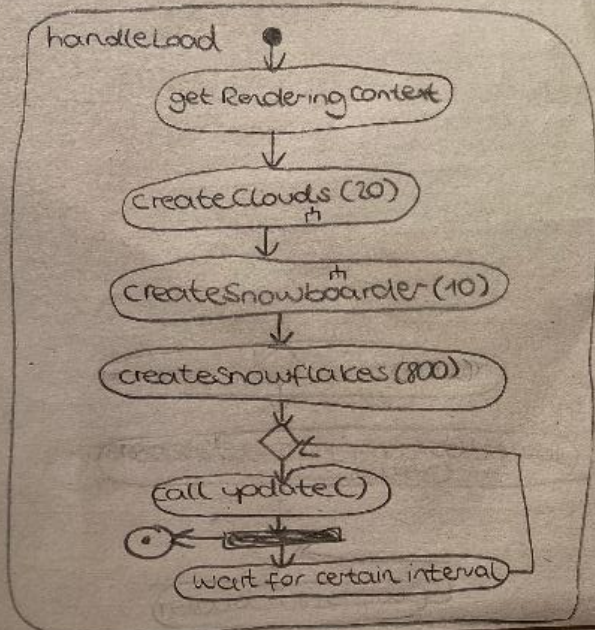 handleLoad
get Rendering Context
createClouds (20)
createSnowboarder (10)
createSnowflakes (800)
call update()
wait for certain interval